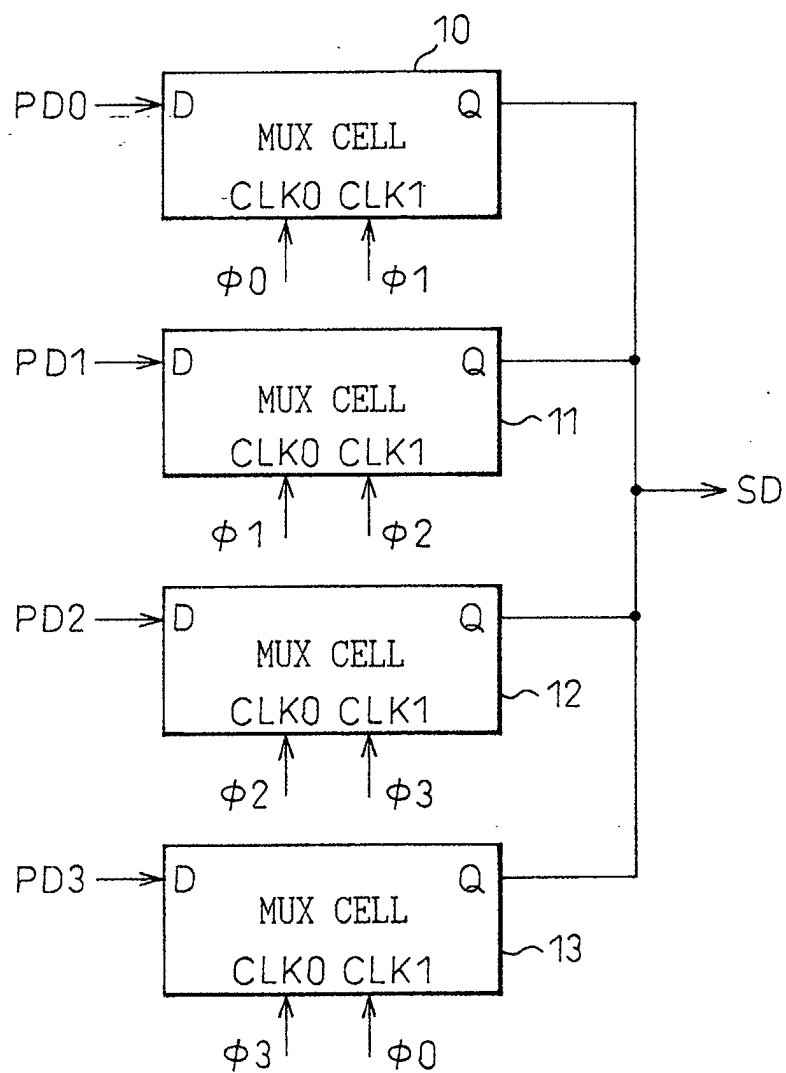 10
PD0 D Q
MUX CELL
CLK0 CLK1
Φ0 Φ1
PD1 D Q
MUX CELL
11
CLK0 CLK1
Φ1 Φ2
SD
PD2 D Q
MUX CELL
12
CLK0 CLK1
Φ2 Φ3
PD3 D Q
MUX CELL
13
CLK0 CLK1
Φ3 Φ0